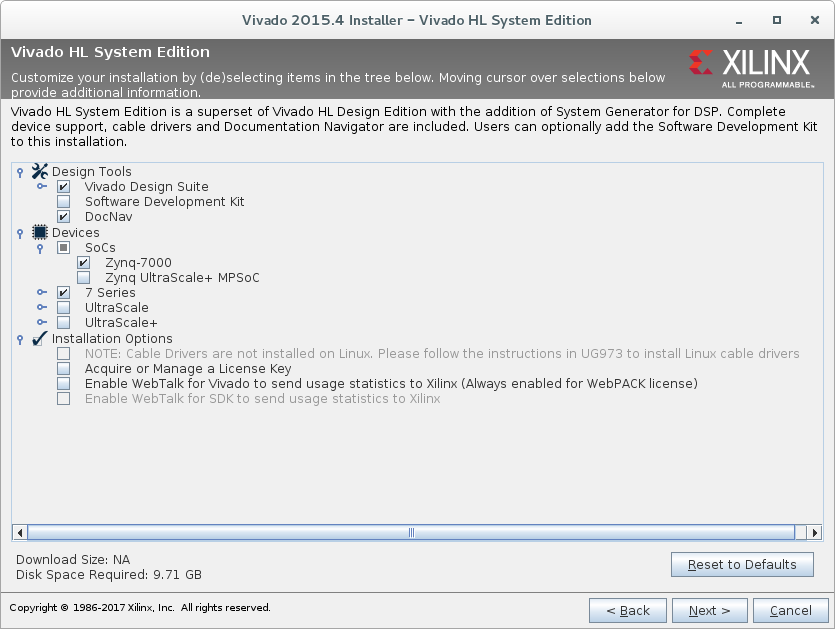 Vivado 2015.4 Installer – Vivado HL System Edition
Vivado HL System Edition
Customize your installation by (de)selecting items in the tree below. Moving cursor over selections below
provide additional information.
XILINX
ALL PROGRAMMABLE™
Vivado HL System Edition is a superset of Vivado HL Design Edition with the addition of System Generator for DSP. Complete
device support, cable drivers and Documentation Navigator are included. Users can optionally add the Software Development Kit
to this installation.
Design Tools
Vivado Design Suite
Software Development Kit
DocNav
Devices
SoCs
Zynq-7000
Zynq UltraScale+ MPSoC
7 Series
UltraScale
UltraScale+
Installation Options
NOTE: Cable Drivers are not installed on Linux. Please follow the instructions in UG973 to install Linux cable drivers
Acquire or Manage a License Key
Enable WebTalk for Vivado to send usage statistics to Xilinx (Always enabled for WebPACK license)
Enable WebTalk for SDK to send usage statistics to Xilinx
Download Size: NA
Disk Space Required: 9.71 GB
Reset to Defaults
Copyright © 1986-2017 Xilinx, Inc. All rights reserved.
< Back
Next >
Cancel